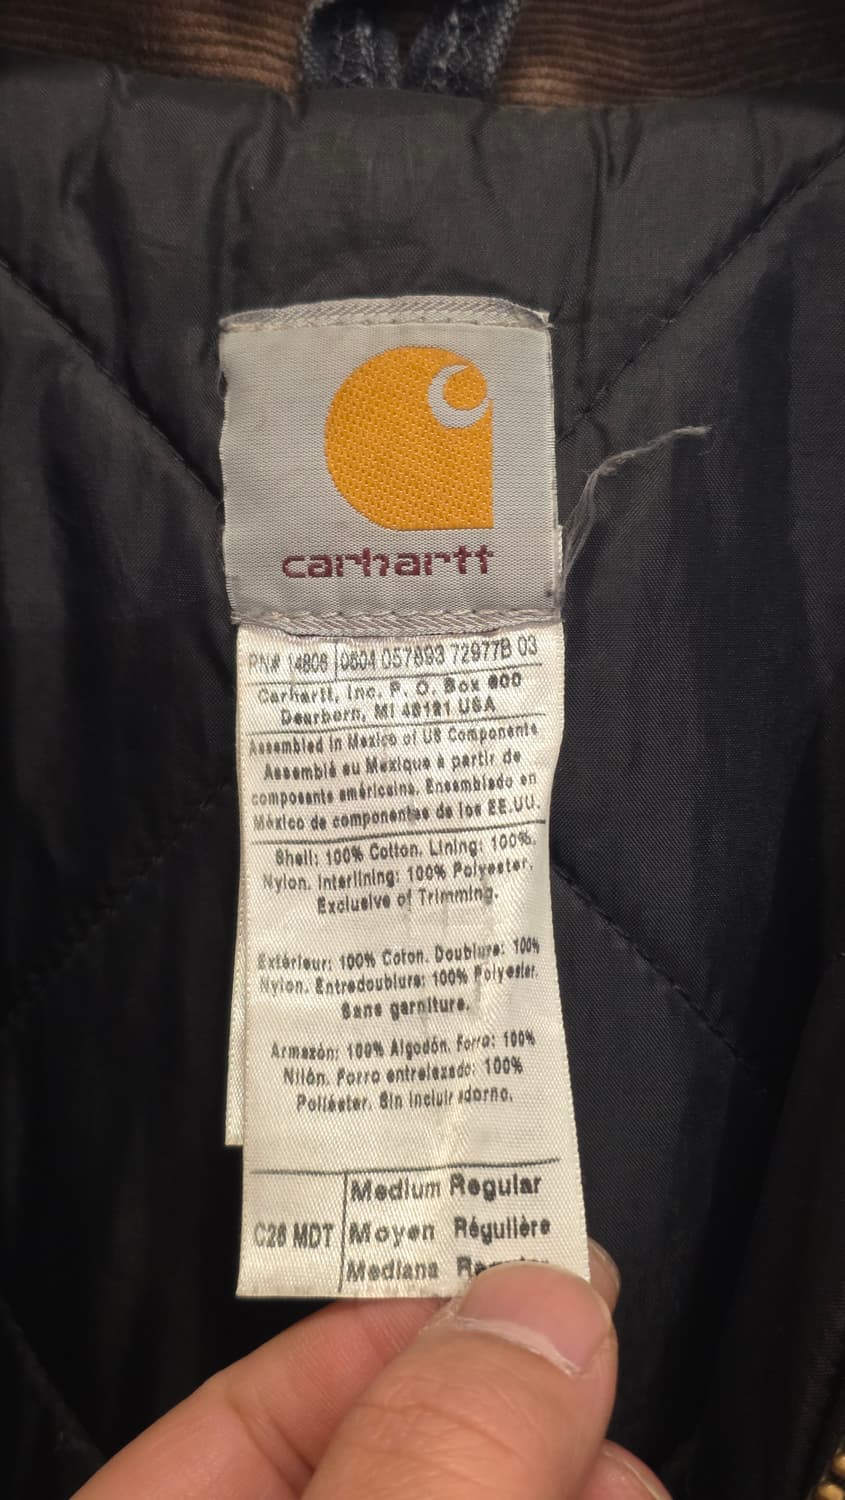 carhartt
RN# 14806 0604 057893 72977B 03
Carhartt, Inc. P. O. Box 600
Dearborn, MI 48121 USA
Assembled in Mexico of US Components
Assemblé au Mexique à partir de
composants américains. Ensamblado en
México de componentes de los EE.UU.
Shell: 100% Cotton. Lining: 100%
Nylon. Interlining: 100% Polyester.
Exclusive of Trimming.
Extérieur: 100% Coton. Doublure: 100%
Nylon. Entredoublure: 100% Polyester.
Sans garniture.
Armazón: 100% Algodón. Forro: 100%
Nilón. Forro entrelazado: 100%
Poliéster. Sin incluir adorno.
Medium Regular
C26 MDT Moyen Régulière
Mediana